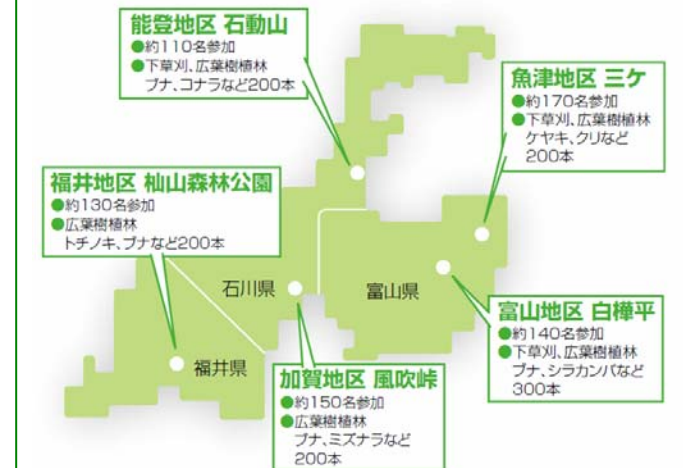 能登地区 石動山
●約110名参加
●下草刈、広葉樹植林
ブナ、コナラなど200本
魚津地区 三ケ
●約170名参加
●下草刈、広葉樹植林
ケヤキ、クリなど
200本
福井地区 杣山森林公園
●約130名参加
●広葉樹植林
トチノキ、ブナなど200本
石川県
富山県
福井県
富山地区 白樺平
●約140名参加
●下草刈、広葉樹植林
ブナ、シラカンバなど
300本
加賀地区 風吹峠
●約150名参加
●広葉樹植林
ブナ、ミズナラなど
200本